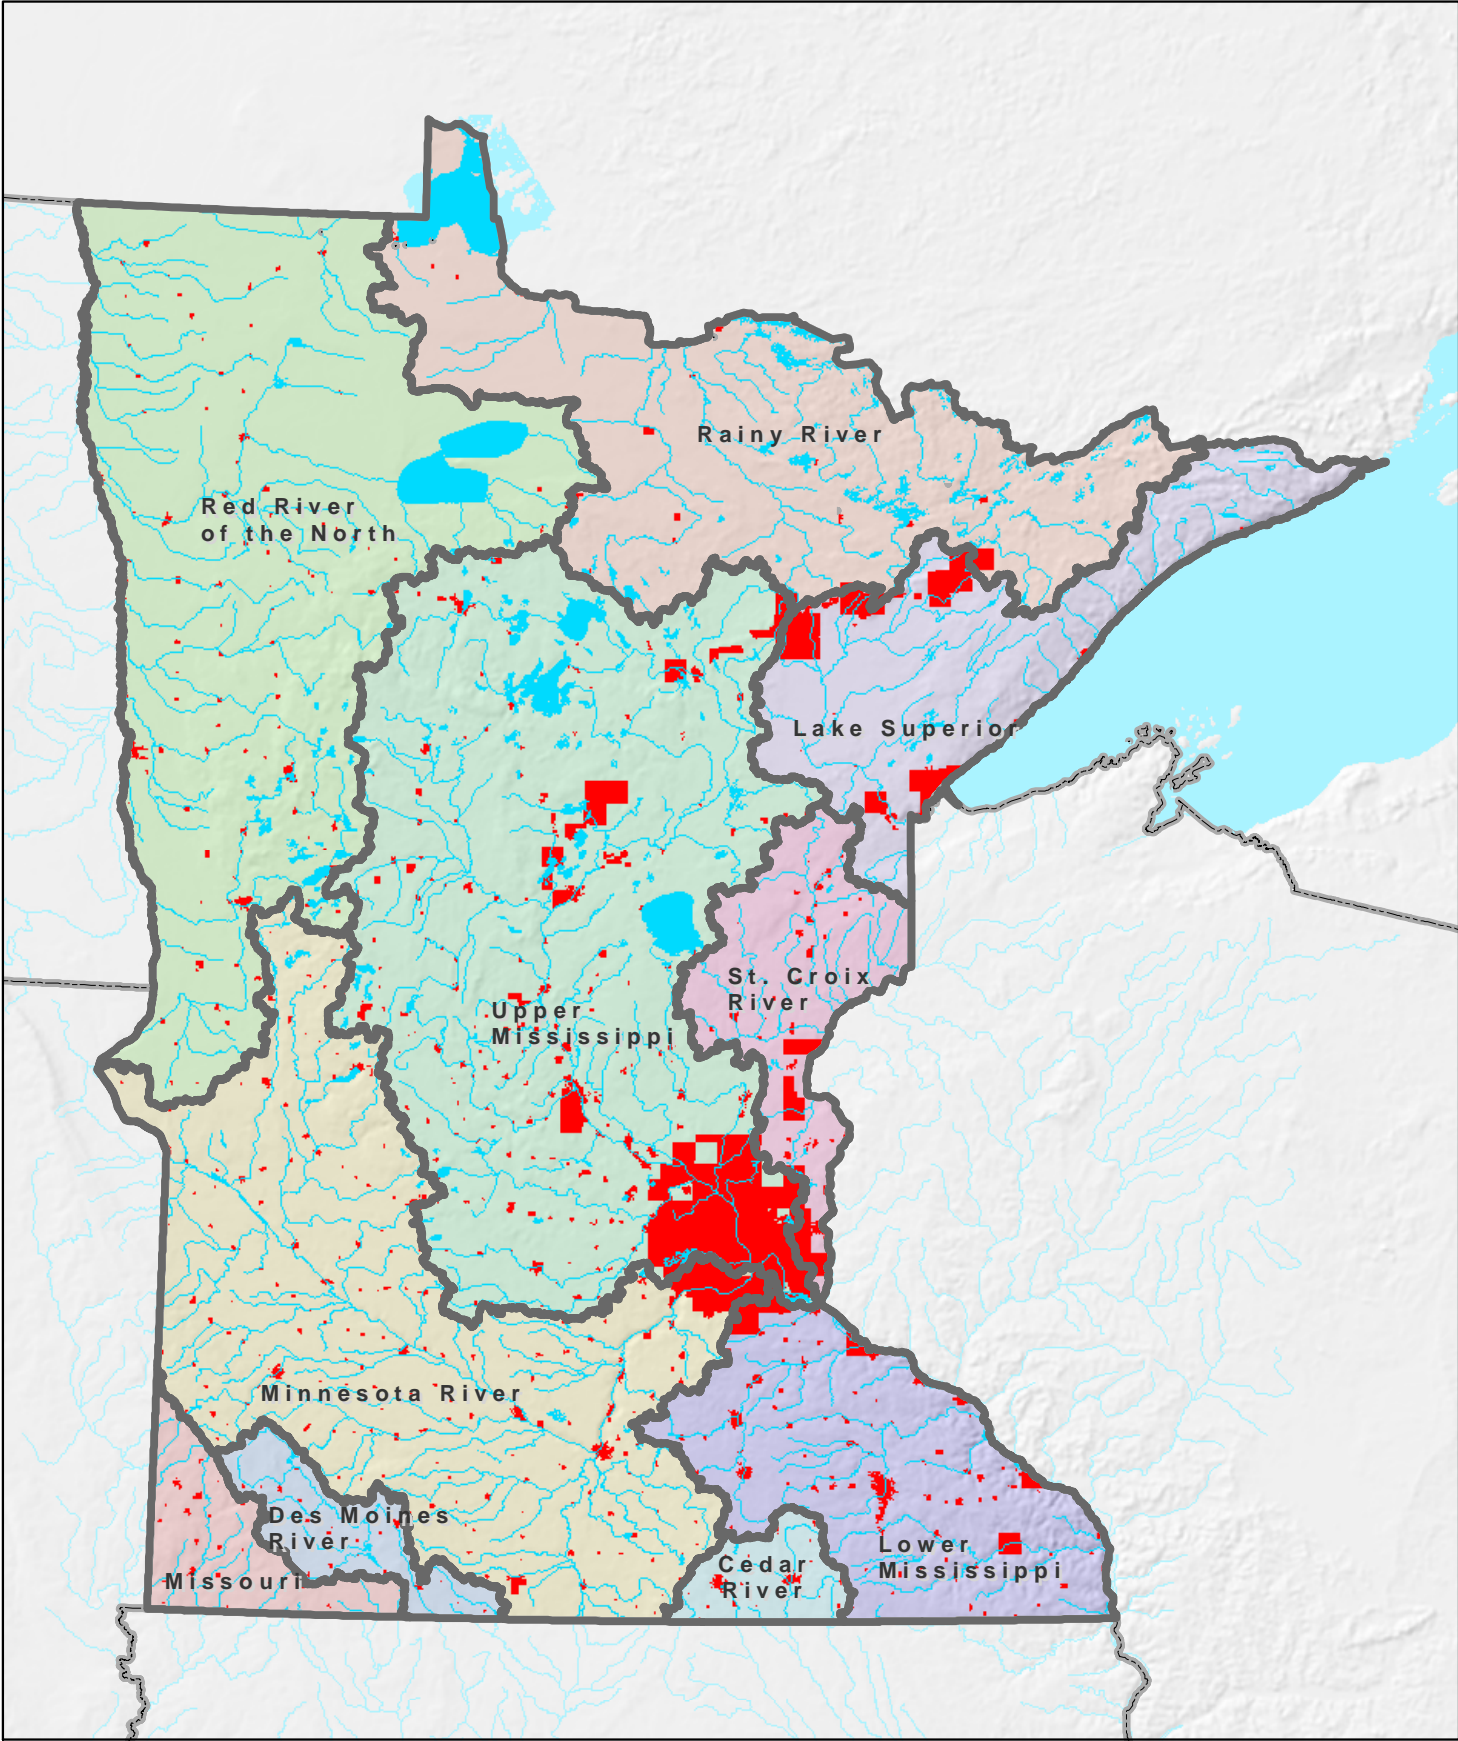 Rainy River
Red River
of the North
Lake Superior
St. Croix
River
Upper
Mississippi
Minnesota River
Des Moines
River
Missouri
Cedar
River
Lower
Mississippi